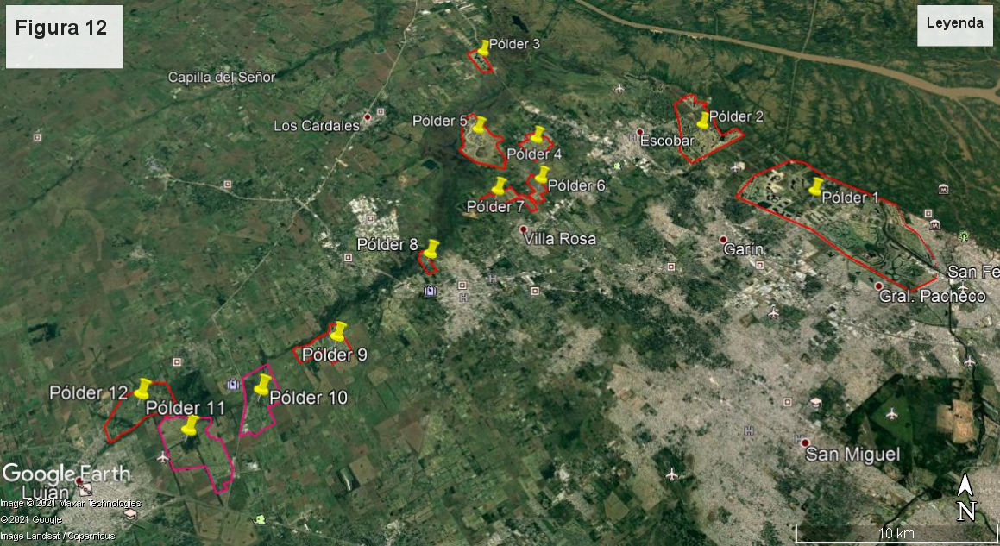 Figura 12
Leyenda
Pólder 3
Capilla del Señor
Los Cardales
Pólder 5
Pólder 2
Escobar
Pólder 4
Pólder 6
Pólder 1
Pólder 7
Villa Rosa
Pólder 8
Garín
San Fe
Gral. Pacheco
Pólder 9
Pólder 12
Pólder 11
Pólder 10
San Miguel
Google Earth
Luján
Image © 2021 Maxar Technologies
© 2021 Google
Image Landsat / Copernicus
N
10 km